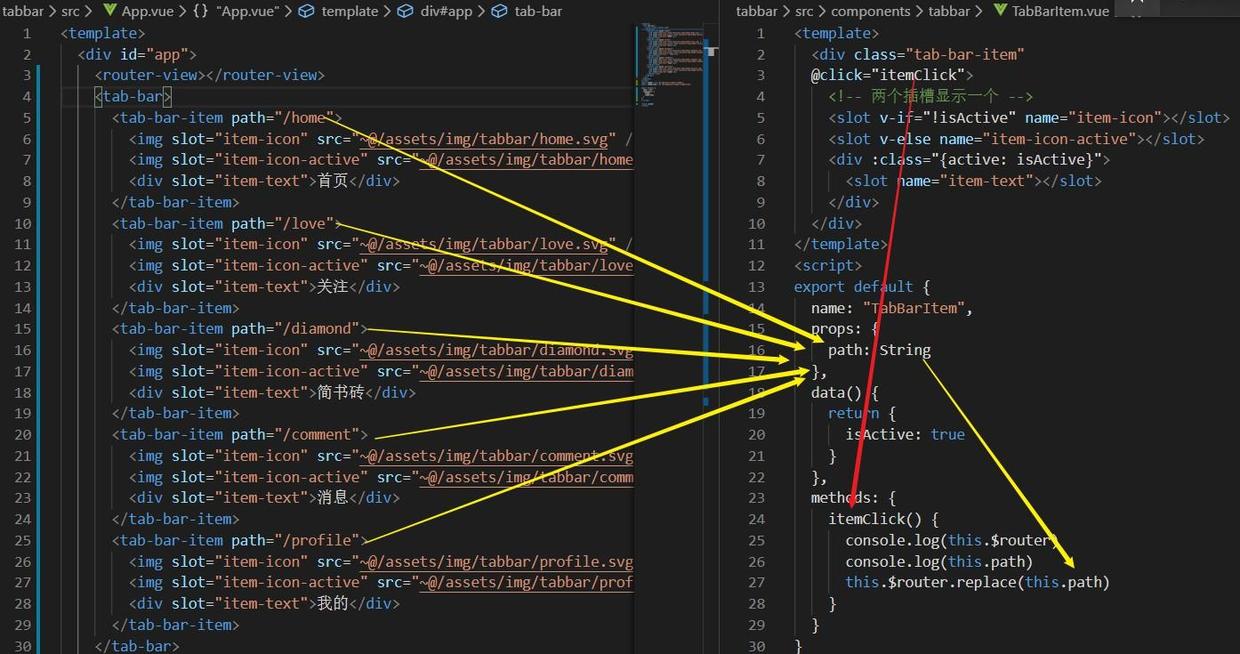 tabbar > src > App.vue > {} "App.vue" > template > div#app > tab-bar
1 <template>
2 <div id="app">
3 <router-view></router-view>
4 <tab-bar>
5 <tab-bar-item path="/home">
6 <img slot="item-icon" src="~@/assets/img/tabbar/home.svg" /
7 <img slot="item-icon-active" src="~@/assets/img/tabbar/home
8 <div slot="item-text">首页</div>
9 </tab-bar-item>
10 <tab-bar-item path="/love">
11 <img slot="item-icon" src="~@/assets/img/tabbar/love.svg" /
12 <img slot="item-icon-active" src="~@/assets/img/tabbar/love
13 <div slot="item-text">关注</div>
14 </tab-bar-item>
15 <tab-bar-item path="/diamond">
16 <img slot="item-icon" src="~@/assets/img/tabbar/diamond.svg
17 <img slot="item-icon-active" src="~@/assets/img/tabbar/diam
18 <div slot="item-text">简书砖</div>
19 </tab-bar-item>
20 <tab-bar-item path="/comment">
21 <img slot="item-icon" src="~@/assets/img/tabbar/comment.svg
22 <img slot="item-icon-active" src="~@/assets/img/tabbar/comm
23 <div slot="item-text">消息</div>
24 </tab-bar-item>
25 <tab-bar-item path="/profile">
26 <img slot="item-icon" src="~@/assets/img/tabbar/profile.svg
27 <img slot="item-icon-active" src="~@/assets/img/tabbar/prof
28 <div slot="item-text">我的</div>
29 </tab-bar-item>
30 </tab-bar>
tabbar > src > components > tabbar > TabBarItem.vue
1 <template>
2 <div class="tab-bar-item"
3 @click="itemClick">
4 <!-- 两个插槽显示一个 -->
5 <slot v-if="!isActive" name="item-icon"></slot>
6 <slot v-else name="item-icon-active"></slot>
7 <div :class="{active: isActive}">
8 <slot name="item-text"></slot>
9 </div>
10 </div>
11 </template>
12 <script>
13 export default {
14 name: "TabBarItem",
15 props: {
16 path: String
17 },
18 data() {
19 return {
20 isActive: true
21 }
22 },
23 methods: {
24 itemClick() {
25 console.log(this.$router)
26 console.log(this.path)
27 this.$router.replace(this.path)
28 }
29 }
30 }